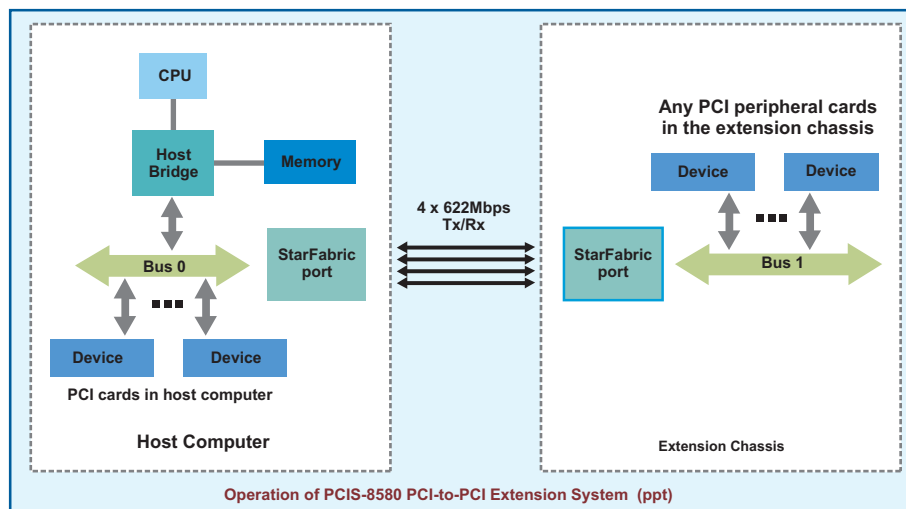 CPU
Host
Bridge
Memory
Bus 0
StarFabric
port
Device
Device
PCI cards in host computer
Host Computer
4 x 622Mbps
Tx/Rx
Any PCI peripheral cards
in the extension chassis
Device
Device
StarFabric
port
Bus 1
Extension Chassis
Operation of PCIS-8580 PCI-to-PCI Extension System (ppt)